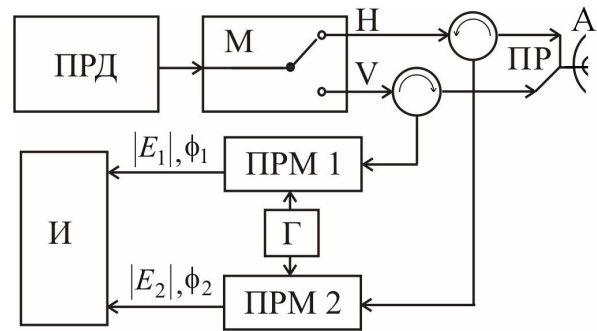 H
A
M
ПРД
ПР
V
|E₁|, ϕ₁
ПРМ 1
И
Г
|E₂|, ϕ₂
ПРМ 2